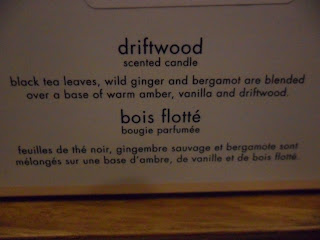 driftwood
scented candle
black tea leaves, wild ginger and bergamot are blended
over a base of warm amber, vanilla and driftwood.
bois flotté
bougie parfumée
feuilles de thé noir, gingembre sauvage et bergamote sont
mélangés sur une base d'ambre, de vanille et de bois flotté.